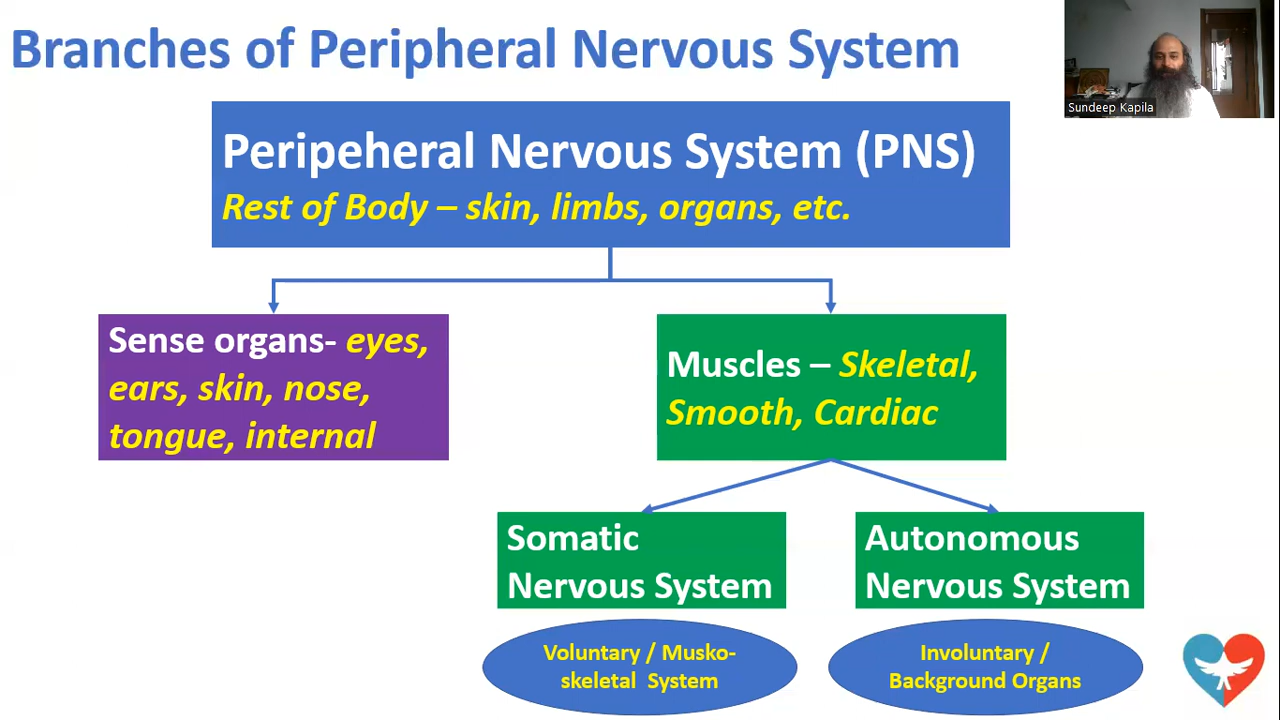 Branches of Peripheral Nervous System
Sundeep Kapila
Peripeheral Nervous System (PNS)
Rest of Body – skin, limbs, organs, etc.
Sense organs- eyes,
ears, skin, nose,
tongue, internal
Muscles – Skeletal,
Smooth, Cardiac
Somatic
Nervous System
Autonomous
Nervous System
Voluntary / Musko-
skeletal System
Involuntary /
Background Organs